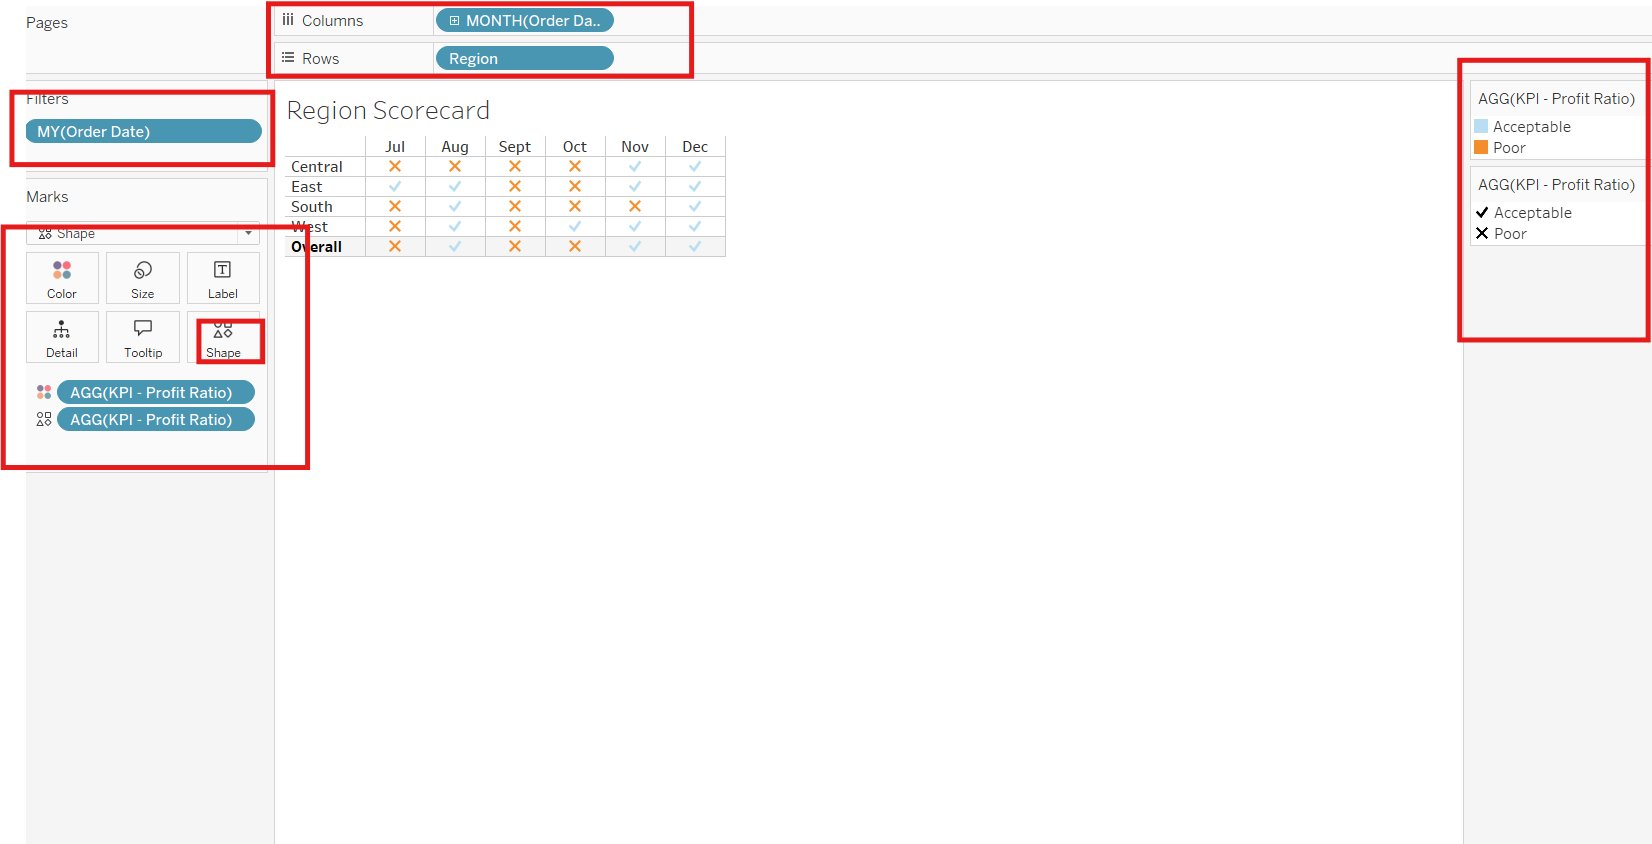 Pages
Columns
MONTH(Order Da..
Rows
Region
Filters
MY(Order Date)
Marks
Shape
Color
Size
Label
Detail
Tooltip
Shape
AGG(KPI - Profit Ratio)
AGG(KPI - Profit Ratio)
Region Scorecard
Jul Aug Sept Oct Nov Dec
Central
East
South
West
Overall
AGG(KPI - Profit Ratio)
Acceptable
Poor
AGG(KPI - Profit Ratio)
Acceptable
Poor